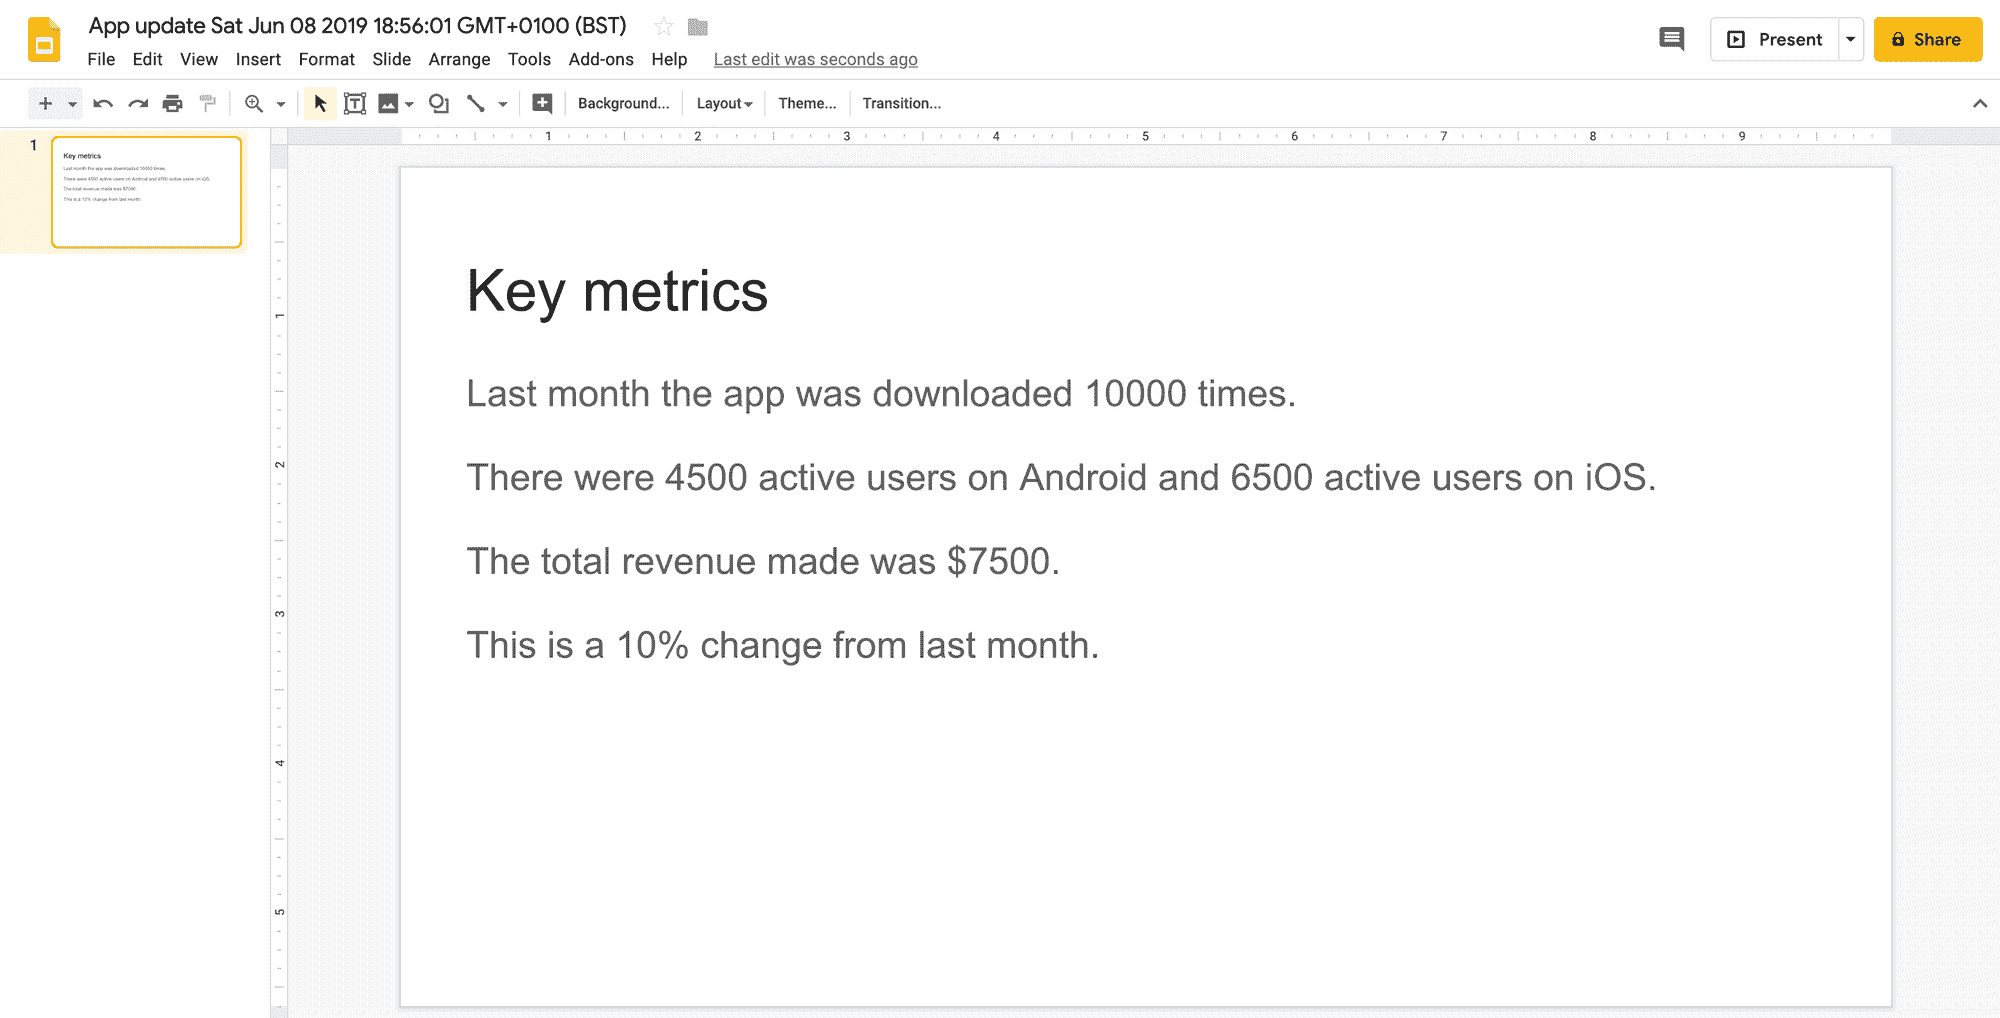 App update Sat Jun 08 2019 18:56:01 GMT+0100 (BST)
File Edit View Insert Format Slide Arrange Tools Add-ons Help Last edit was seconds ago
Present
Share
Background... Layout Theme... Transition...
1 2 3 4 5 6 7 8 9
1
Key metrics
Last month the app was downloaded 10000 times.
There were 4500 active users on Android and 6500 active users on iOS.
The total revenue made was $7500.
This is a 10% change from last month.
1
2
3
4
5
Key metrics
Last month the app was downloaded 10000 times.
There were 4500 active users on Android and 6500 active users on iOS.
The total revenue made was $7500.
This is a 10% change from last month.